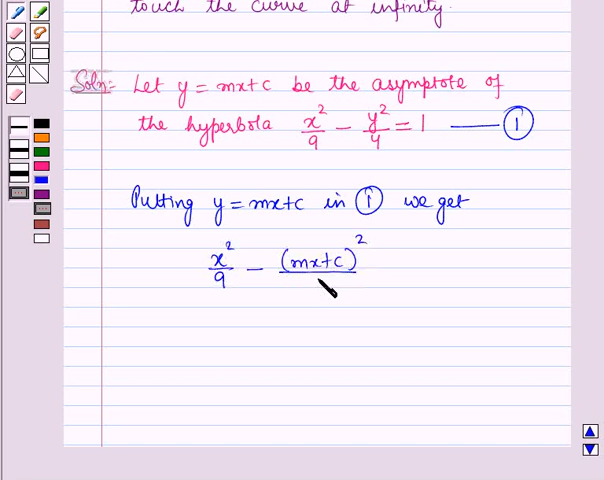 touch the curve at infinity.
Soln:- Let y = mx+c be the asymptote of
the hyperbola x²/9 - y²/4 = 1 —— ①
Putting y = mx+c in ① we get
x²/9 - (mx+c)²